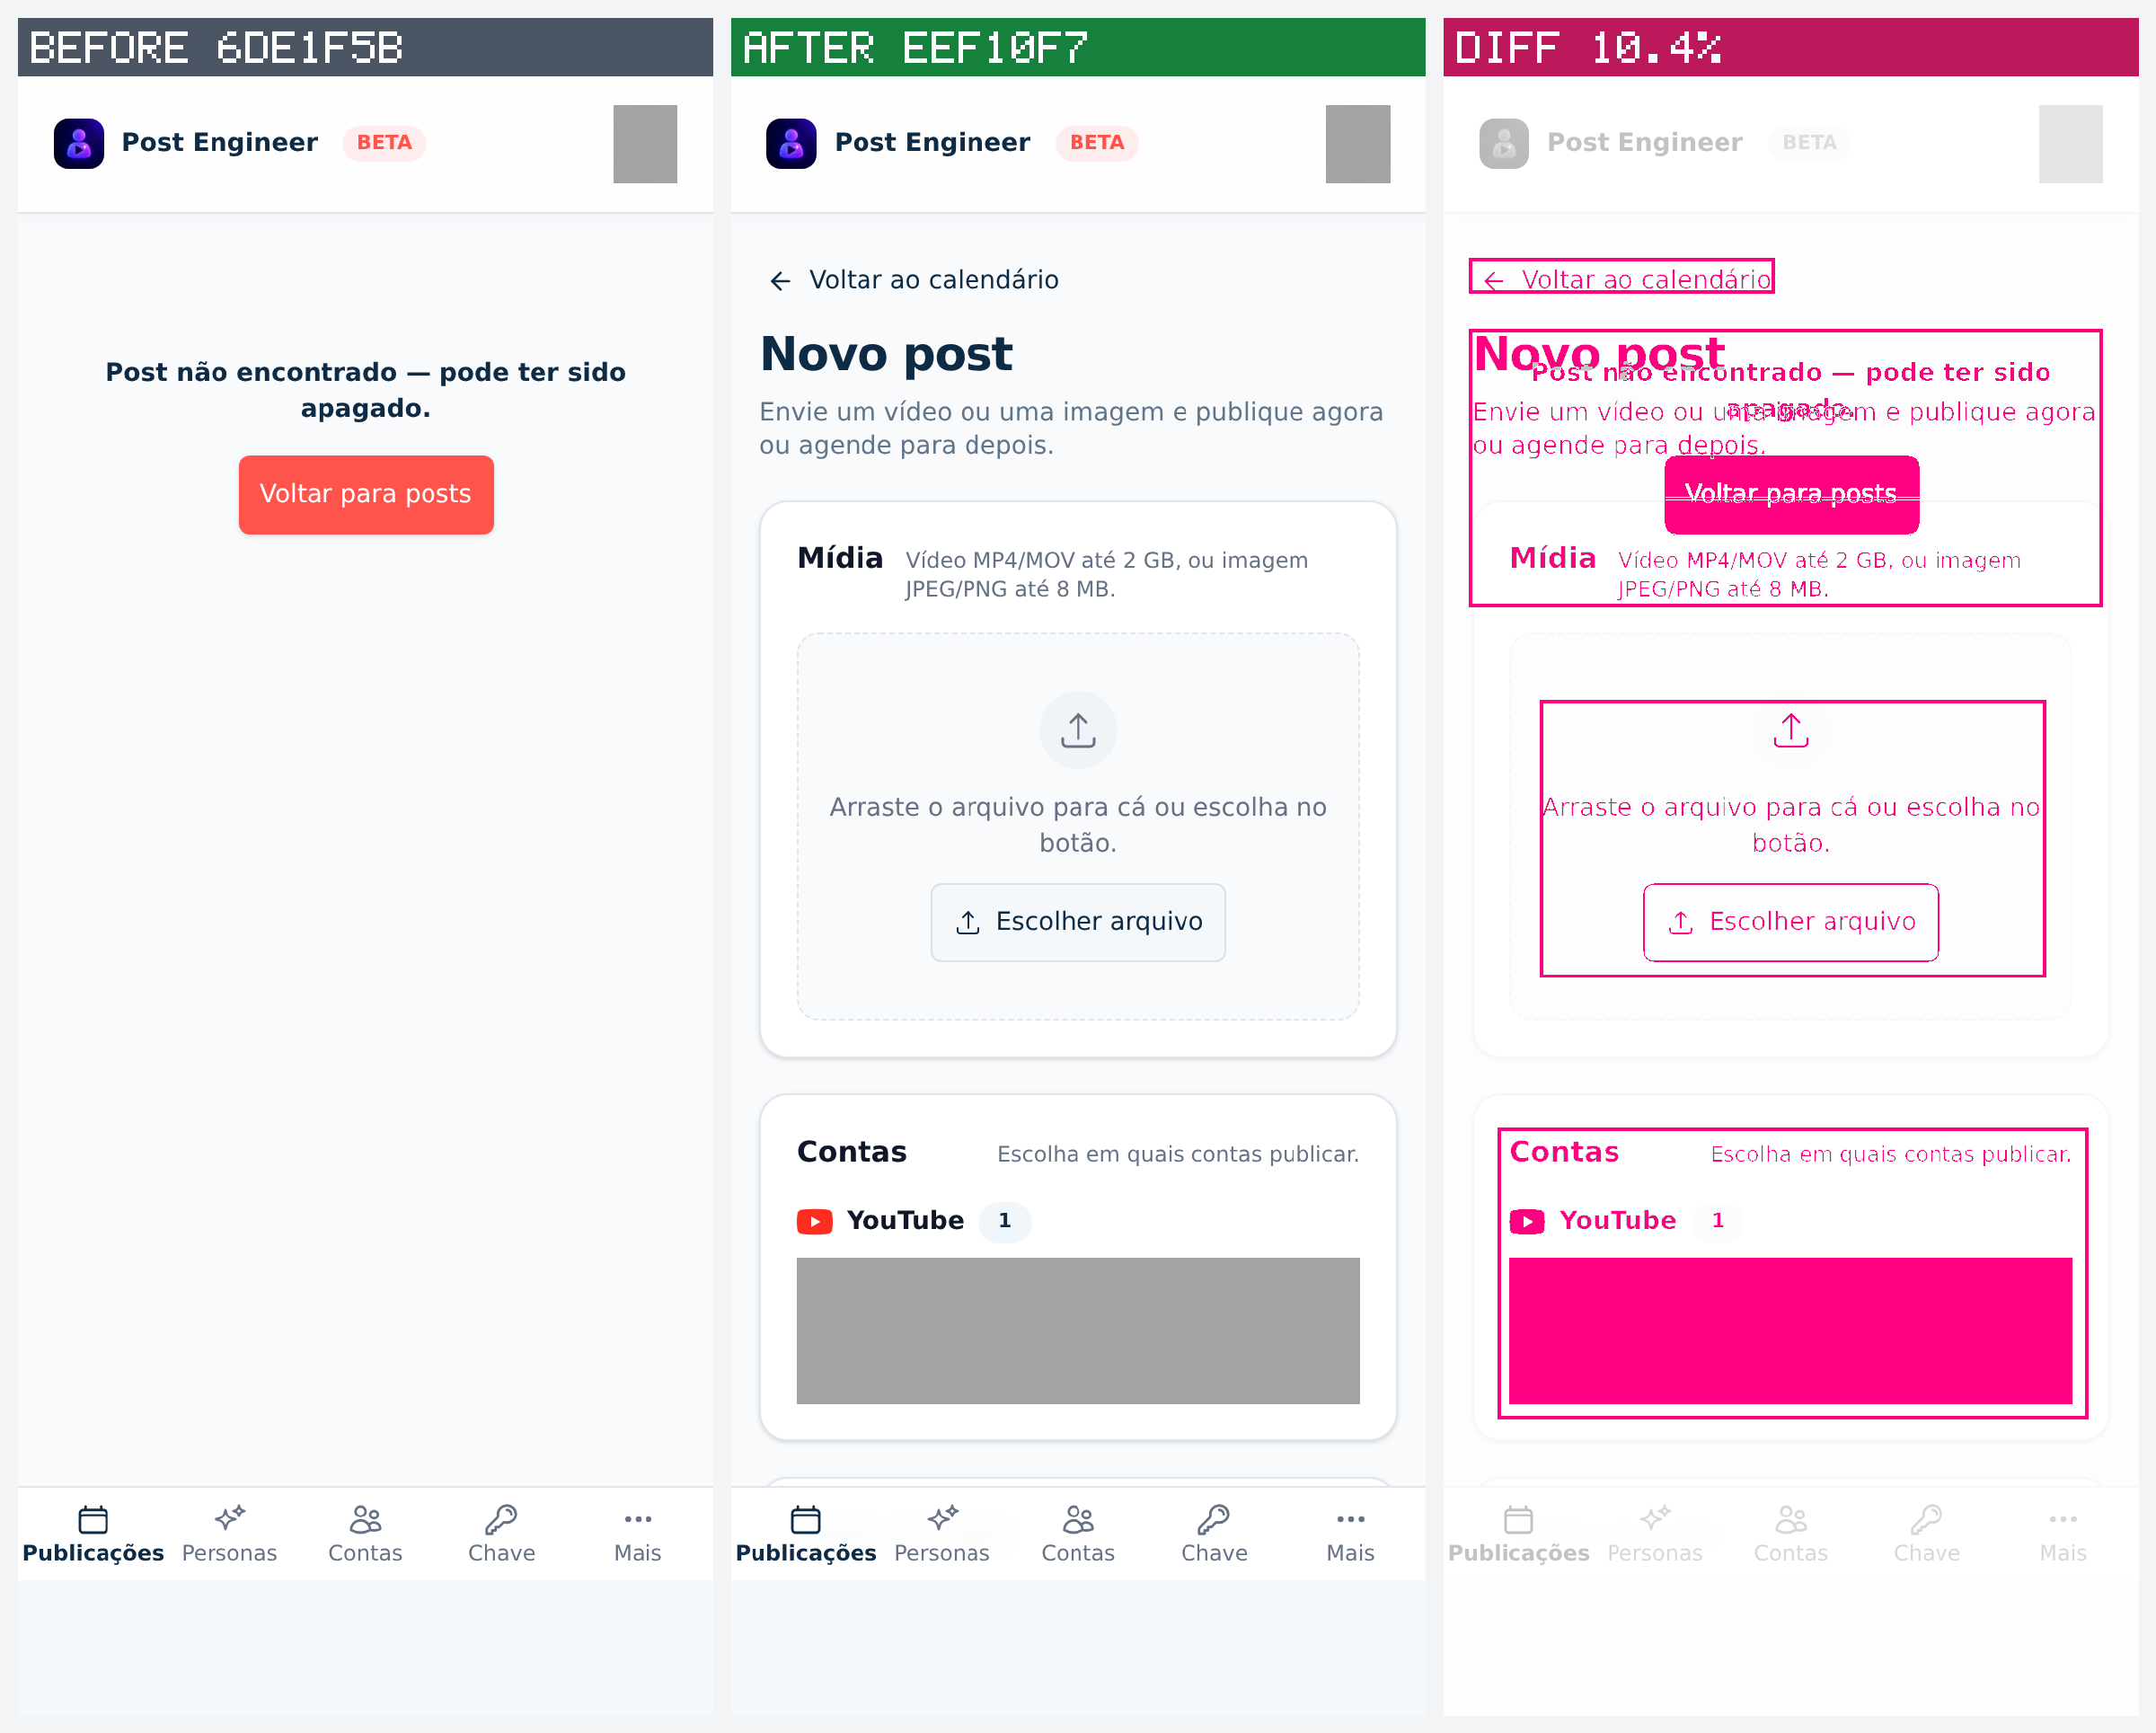 BEFORE 6DE1F5B
Post Engineer BETA
Post não encontrado — pode ter sido
apagado.
Voltar para posts
Publicações Personas Contas Chave Mais
AFTER EEF10F7
Post Engineer BETA
Voltar ao calendário
Novo post
Envie um vídeo ou uma imagem e publique agora
ou agende para depois.
Mídia Vídeo MP4/MOV até 2 GB, ou imagem
JPEG/PNG até 8 MB.
Arraste o arquivo para cá ou escolha no
botão.
Escolher arquivo
Contas Escolha em quais contas publicar.
YouTube 1
Publicações Personas Contas Chave Mais
DIFF 10.4%
Post Engineer BETA
Voltar ao calendário
Novo post
Post não encontrado — pode ter sido
apagado.
Envie um vídeo ou uma imagem e publique agora
ou agende para depois.
Voltar para posts
Mídia Vídeo MP4/MOV até 2 GB, ou imagem
JPEG/PNG até 8 MB.
Arraste o arquivo para cá ou escolha no
botão.
Escolher arquivo
Contas Escolha em quais contas publicar.
YouTube 1
Publicações Personas Contas Chave Mais